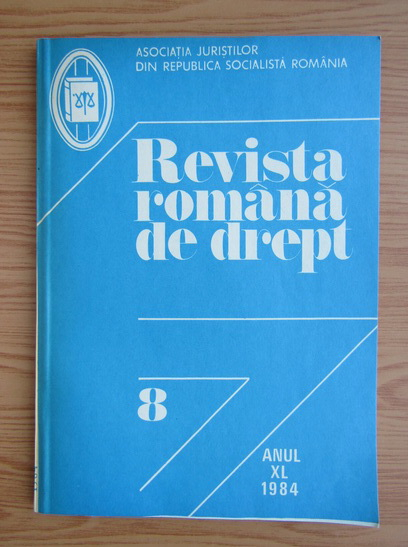 ASOCIAȚIA JURIȘTILOR
DIN REPUBLICA SOCIALISTĂ ROMÂNIA
Revista
română
de drept
8
ANUL
XL
1984